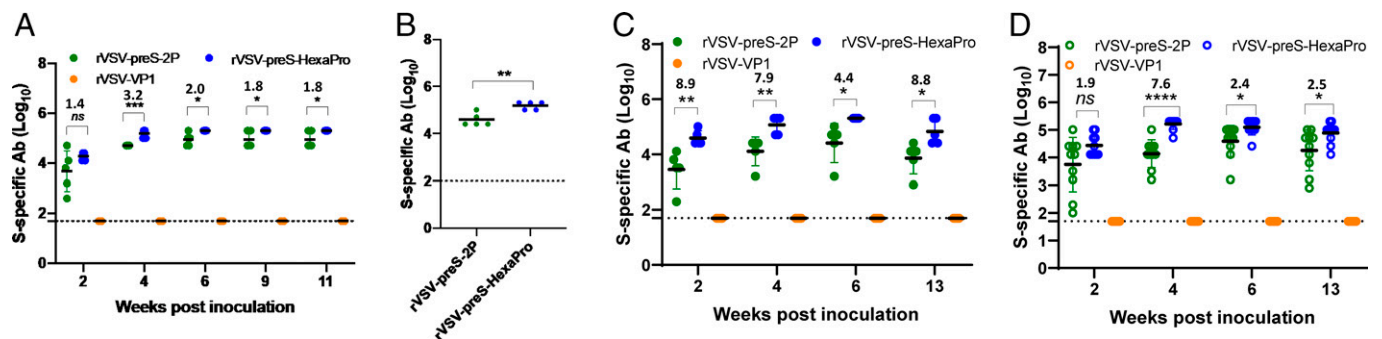 A
rVSV-preS-2P
rVSV-preS-HexaPro
rVSV-VP1
S-specific Ab (Log10)
8
6
4
2
0
1.4
ns
3.2
***
2.0
*
1.8
*
1.8
*
2
4
6
9
11
Weeks post inoculation
B
S-specific Ab (Log10)
8
6
4
2
0
**
rVSV-preS-2P
rVSV-preS-HexaPro
C
rVSV-preS-2P
rVSV-preS-HexaPro
rVSV-VP1
S-specific Ab (Log10)
8
6
4
2
0
8.9
**
7.9
**
4.4
*
8.8
*
2
4
6
13
Weeks post inoculation
D
rVSV-preS-2P
rVSV-preS-HexaPro
rVSV-VP1
S-specific Ab (Log10)
8
7
6
5
4
3
2
1
0
1.9
ns
7.6
****
2.4
*
2.5
*
2
4
6
13
Weeks post inoculation